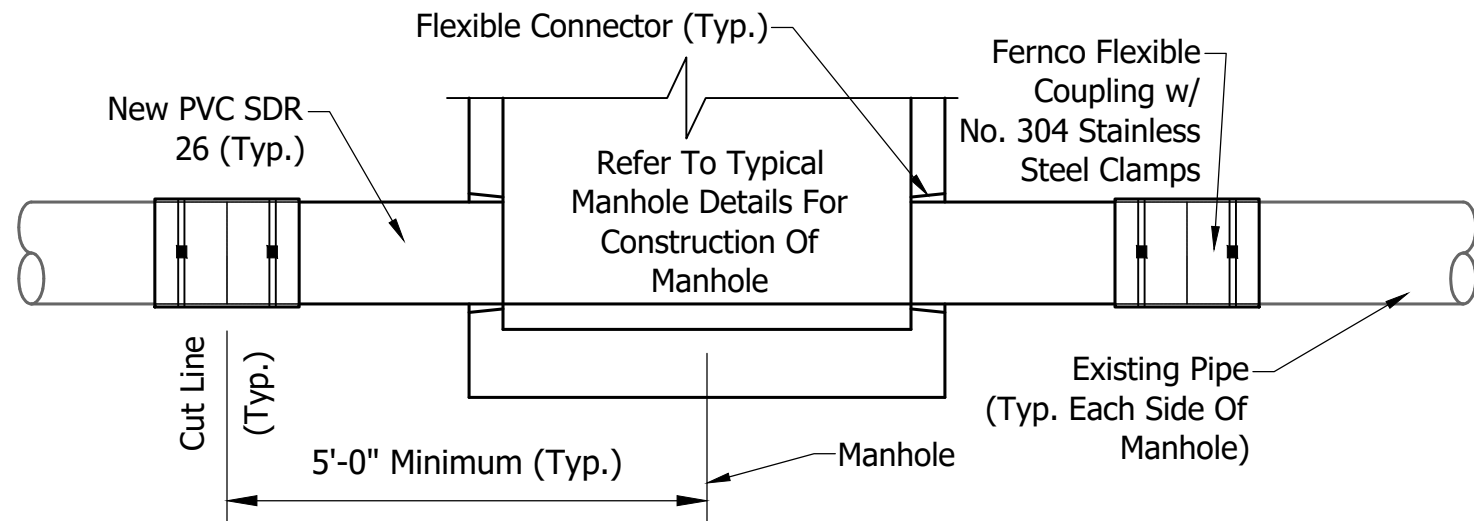 Flexible Connector (Typ.)
Fernco Flexible
Coupling w/
No. 304 Stainless
Steel Clamps
New PVC SDR
26 (Typ.)
Refer To Typical
Manhole Details For
Construction Of
Manhole
Cut Line
(Typ.)
Existing Pipe
(Typ. Each Side Of
Manhole)
5'-0" Minimum (Typ.)
Manhole